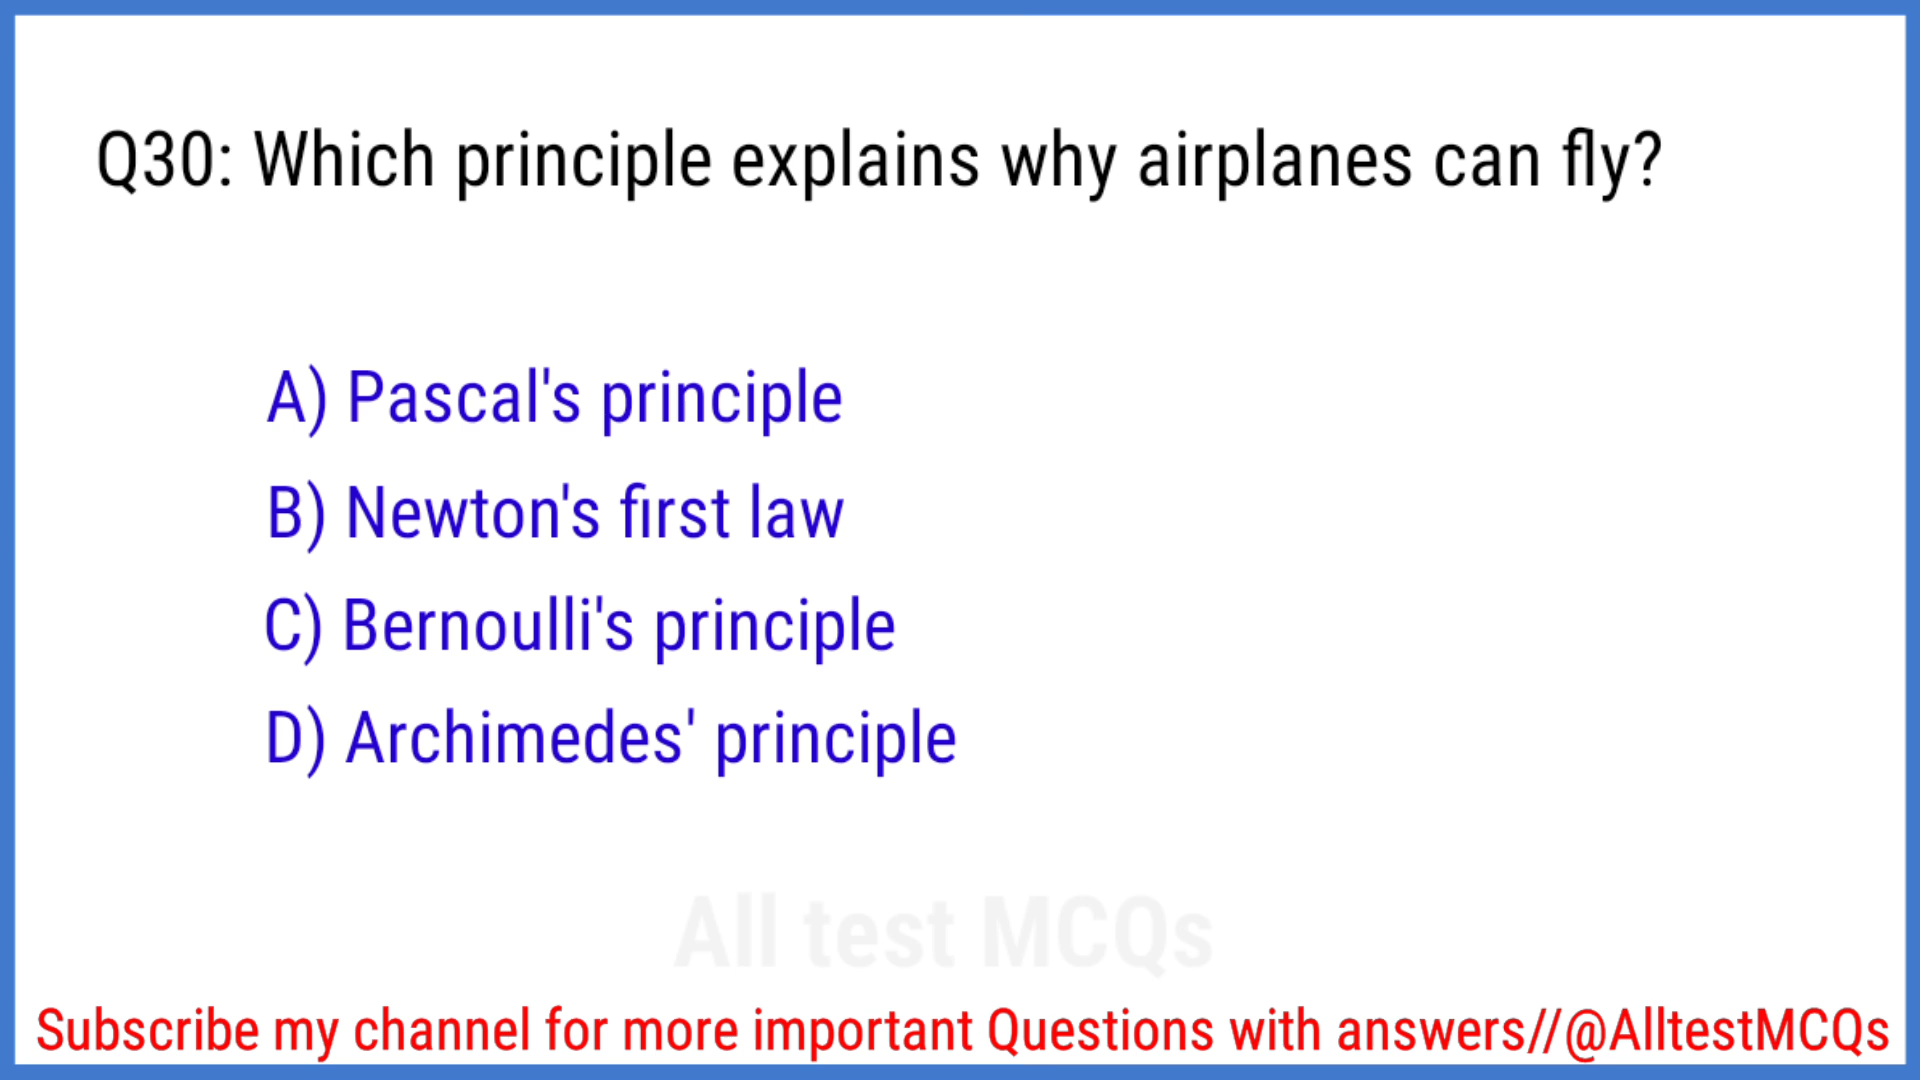 Q30: Which principle explains why airplanes can fly?
A) Pascal's principle
B) Newton's first law
C) Bernoulli's principle
D) Archimedes' principle
All test MCQs
Subscribe my channel for more important Questions with answers//@AlltestMCQs